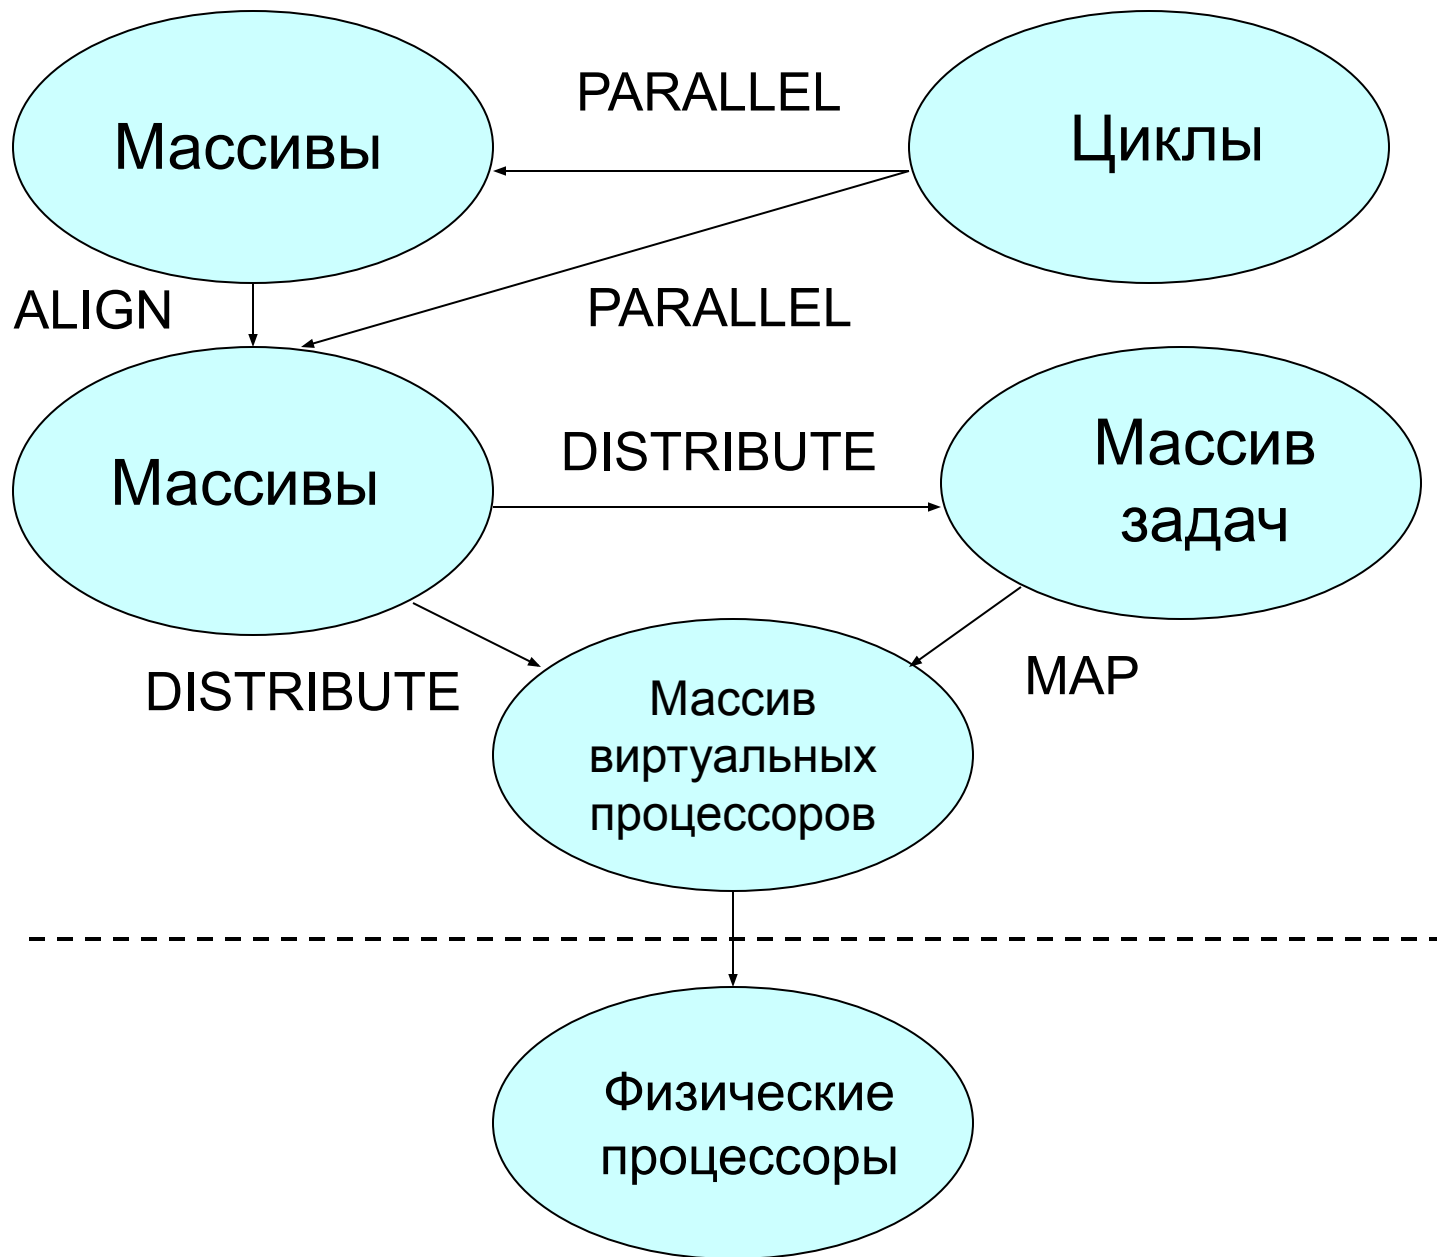 Массивы
PARALLEL
Циклы
ALIGN
PARALLEL
Массивы
DISTRIBUTE
Массив
задач
DISTRIBUTE
MAP
Массив
виртуальных
процессоров
Физические
процессоры